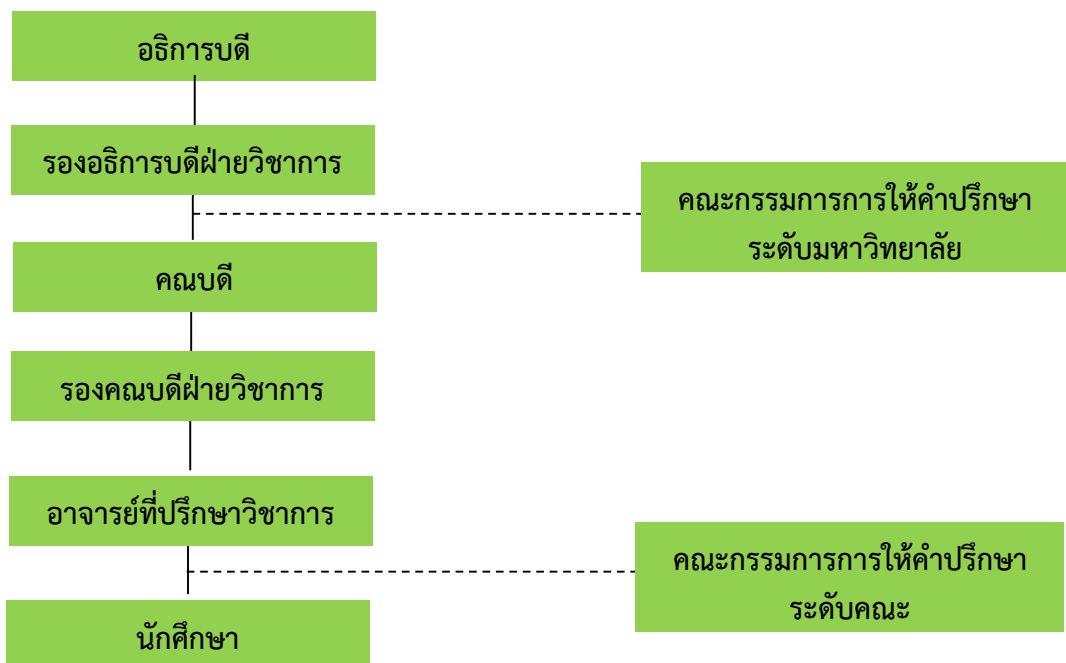 อธิการบดี
รองอธิการบดีฝ่ายวิชาการ
คณะกรรมการการให้คำปรึกษา
ระดับมหาวิทยาลัย
คณบดี
รองคณบดีฝ่ายวิชาการ
อาจารย์ที่ปรึกษาวิชาการ
คณะกรรมการการให้คำปรึกษา
ระดับคณะ
นักศึกษา